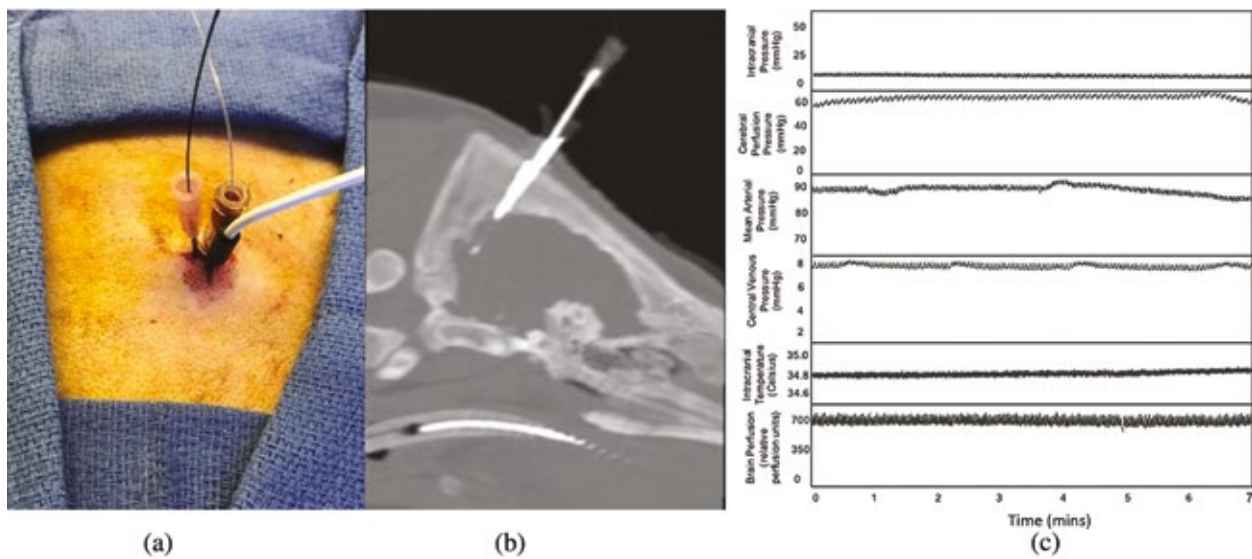 Intracranial
Pressure
(mmHg)
50
25
0
Cerebral
Perfusion
Pressure
(mmHg)
60
40
20
0
Mean Arterial
Pressure
(mmHg)
90
80
70
Central Venous
Pressure
(mmHg)
8
6
4
2
Intracranial
Temperature
(Celsius)
35.0
34.8
34.6
Brain Perfusion
(relative
perfusion units)
700
350
0
0 1 2 3 4 5 6 7
Time (mins)
(a) (b) (c)